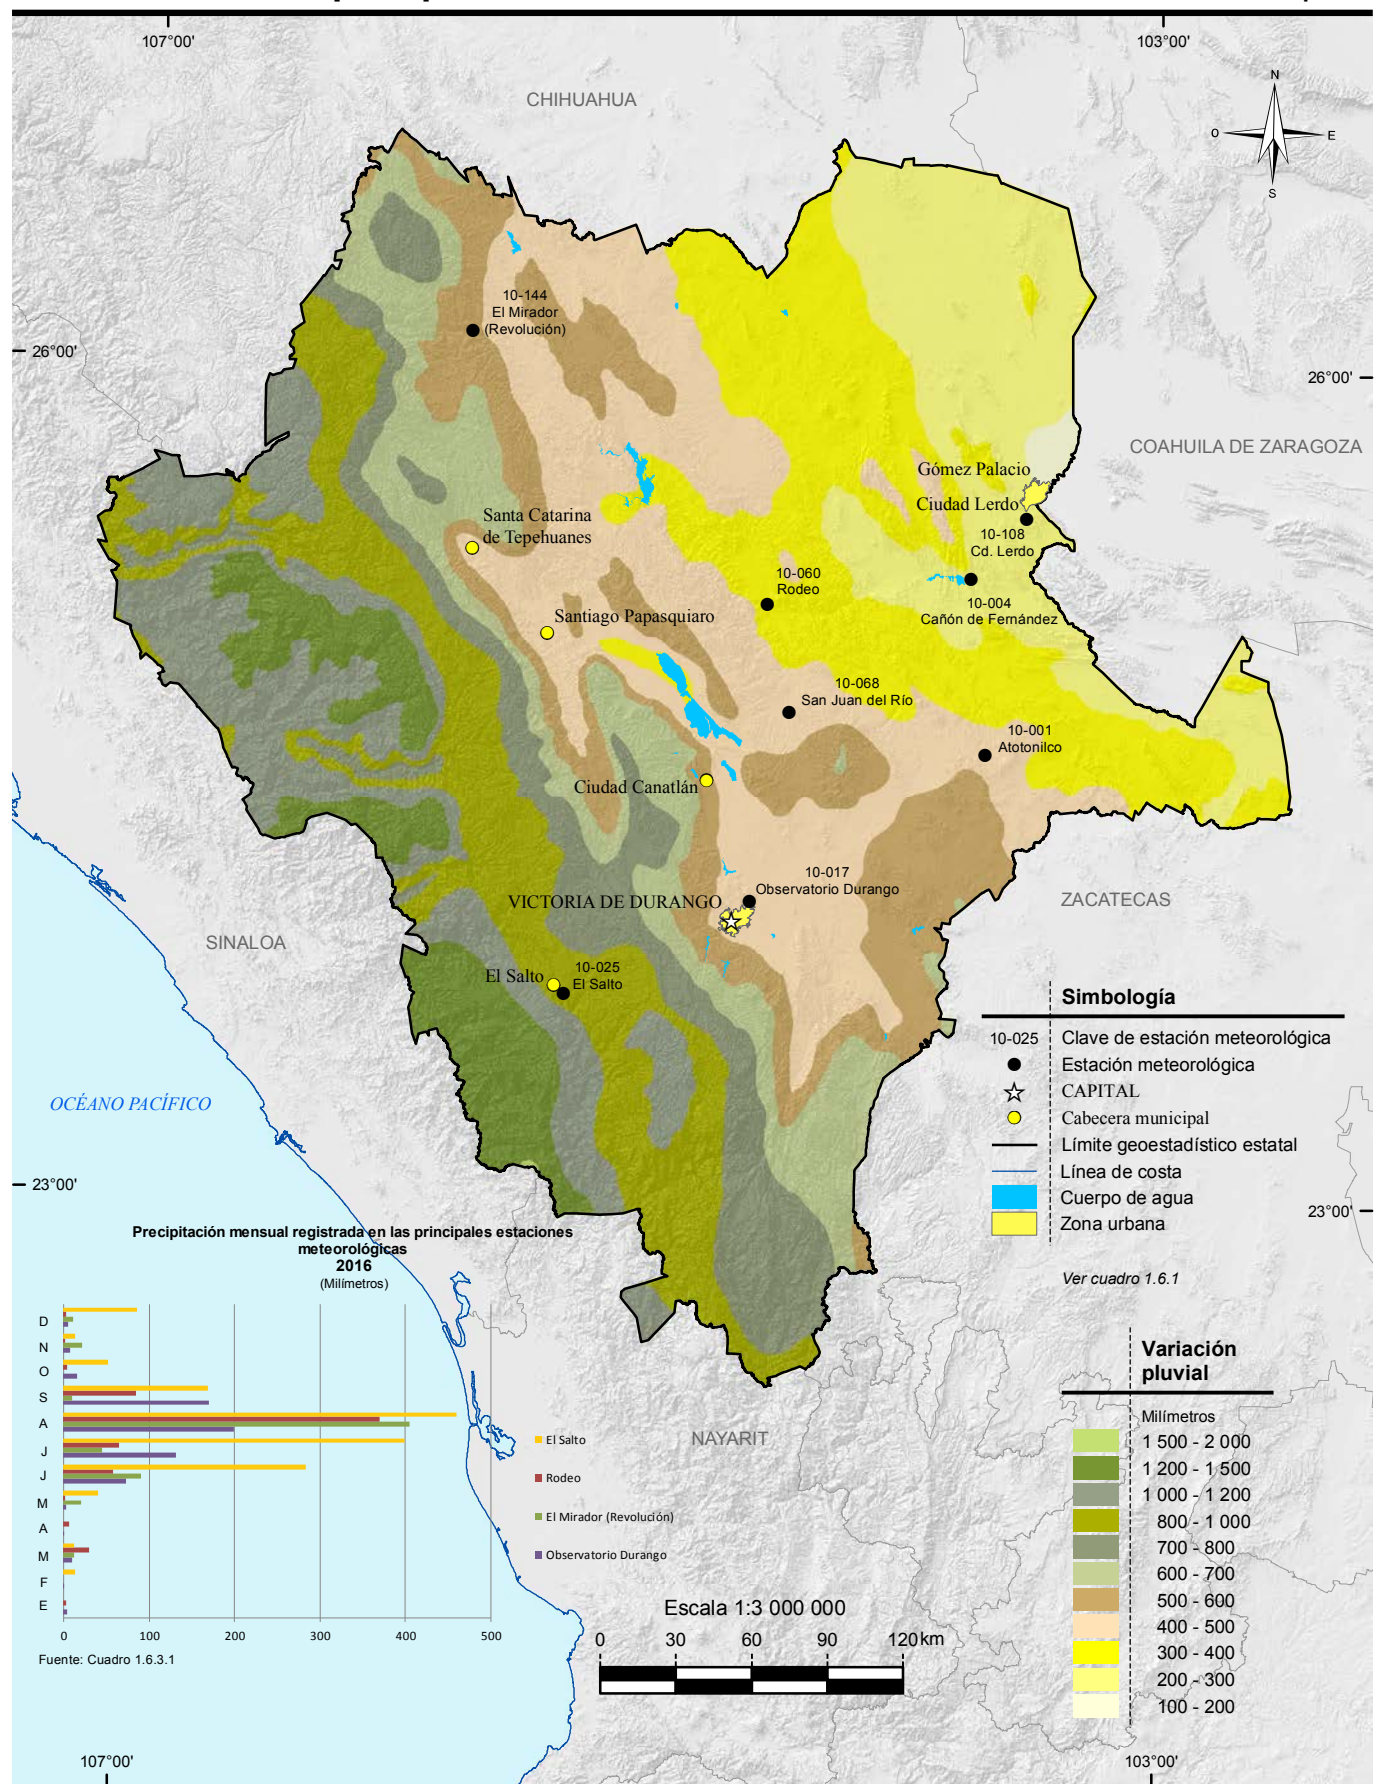 107°00'
103°00'
CHIHUAHUA
N
O
E
S
10-144
El Mirador
(Revolución)
26°00'
26°00'
COAHUILA DE ZARAGOZA
Gómez Palacio
Ciudad Lerdo
10-108
Cd. Lerdo
Santa Catarina
de Tepehuanes
10-060
Rodeo
10-004
Cañón de Fernández
Santiago Papasquiaro
10-068
San Juan del Río
10-001
Atotonilco
Ciudad Canatlán
10-017
Observatorio Durango
VICTORIA DE DURANGO
ZACATECAS
SINALOA
El Salto
10-025
El Salto
Simbología
10-025 Clave de estación meteorológica
Estación meteorológica
CAPITAL
Cabecera municipal
Límite geoestadístico estatal
Línea de costa
Cuerpo de agua
Zona urbana
Ver cuadro 1.6.1
OCÉANO PACÍFICO
23°00'
23°00'
Precipitación mensual registrada en las principales estaciones
meteorológicas
2016
(Milímetros)
D
N
O
S
A
J
J
M
A
M
F
E
0 100 200 300 400 500
El Salto
Rodeo
El Mirador (Revolución)
Observatorio Durango
Fuente: Cuadro 1.6.3.1
NAYARIT
Variación
pluvial
Milímetros
1 500 - 2 000
1 200 - 1 500
1 000 - 1 200
800 - 1 000
700 - 800
600 - 700
500 - 600
400 - 500
300 - 400
200 - 300
100 - 200
Escala 1:3 000 000
0 30 60 90 120 km
107°00'
103°00'